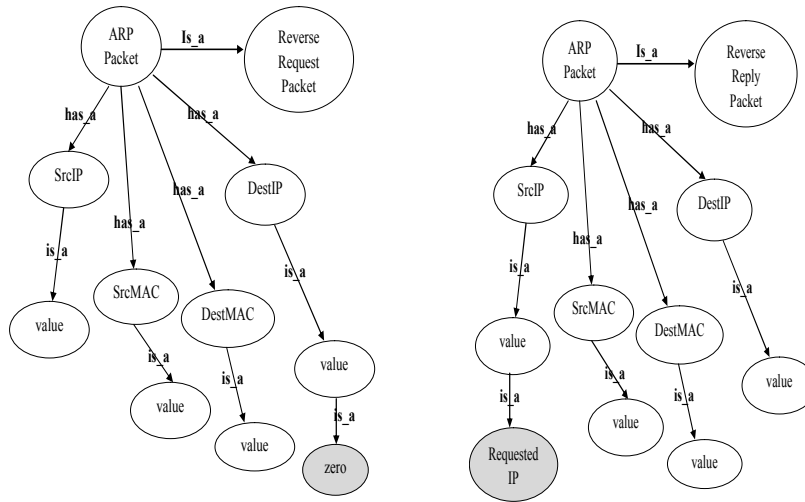 ARP
Packet
Is_a
Reverse
Request
Packet
has_a
has_a
has_a
has_a
SrcIP
DestIP
is_a
is_a
SrcMAC
DestMAC
value
is_a
is_a
value
value
value
is_a
zero
ARP
Packet
Is_a
Reverse
Reply
Packet
has_a
has_a
has_a
has_a
SrcIP
DestIP
is_a
is_a
SrcMAC
DestMAC
value
is_a
is_a
value
is_a
value
value
Requested
IP